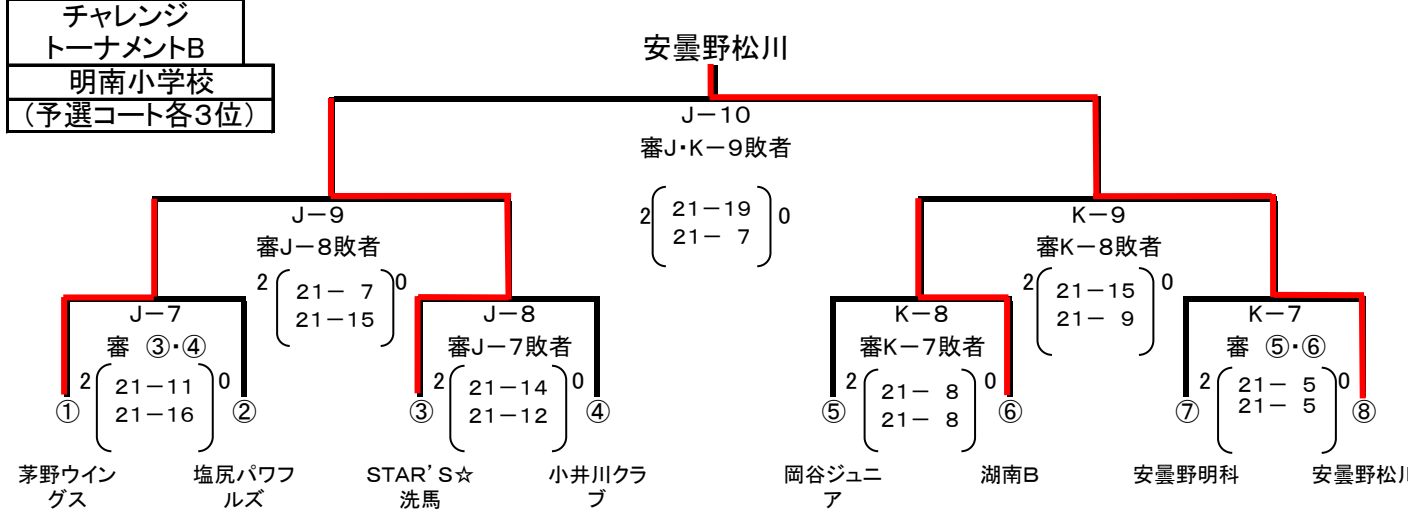 チャレンジ
トーナメントB
明南小学校
(予選コート各3位)
安曇野松川
J－10
審J・K－9敗者
2 21－19 0
21－ 7
J－9
審J－8敗者
2 21－ 7 0
21－15
K－9
審K－8敗者
2 21－15 0
21－ 9
J－7
審 ③・④
2 21－11 0
21－16
J－8
審J－7敗者
2 21－14 0
21－12
K－8
審K－7敗者
2 21－ 8 0
21－ 8
K－7
審 ⑤・⑥
2 21－ 5 0
21－ 5
① ② ③ ④ ⑤ ⑥ ⑦ ⑧
茅野ウイン
グス
塩尻パワフ
ルズ
STAR'S☆
洗馬
小井川クラ
ブ
岡谷ジュニ
ア
湖南B
安曇野明科
安曇野松川